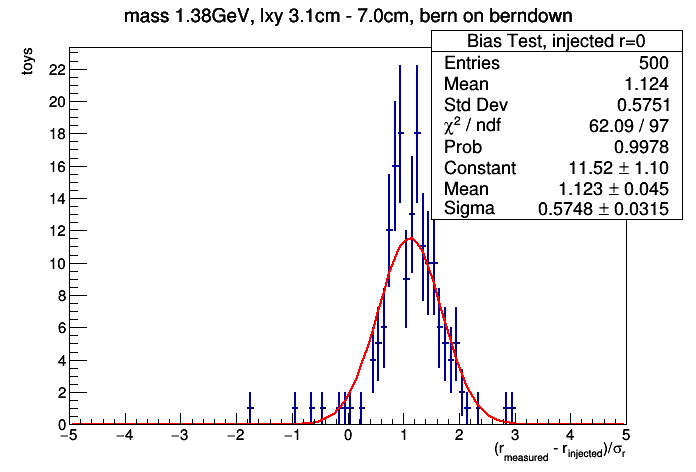 mass 1.38GeV, lxy 3.1cm - 7.0cm, bern on berndown
Bias Test, injected r=0
Entries 500
Mean 1.124
Std Dev 0.5751
χ² / ndf 62.09 / 97
Prob 0.9978
Constant 11.52 ± 1.10
Mean 1.123 ± 0.045
Sigma 0.5748 ± 0.0315
toys
22
20
18
16
14
12
10
8
6
4
2
0
−5 −4 −3 −2 −1 0 1 2 3 4 5
(r_measured - r_injected)/σ_r